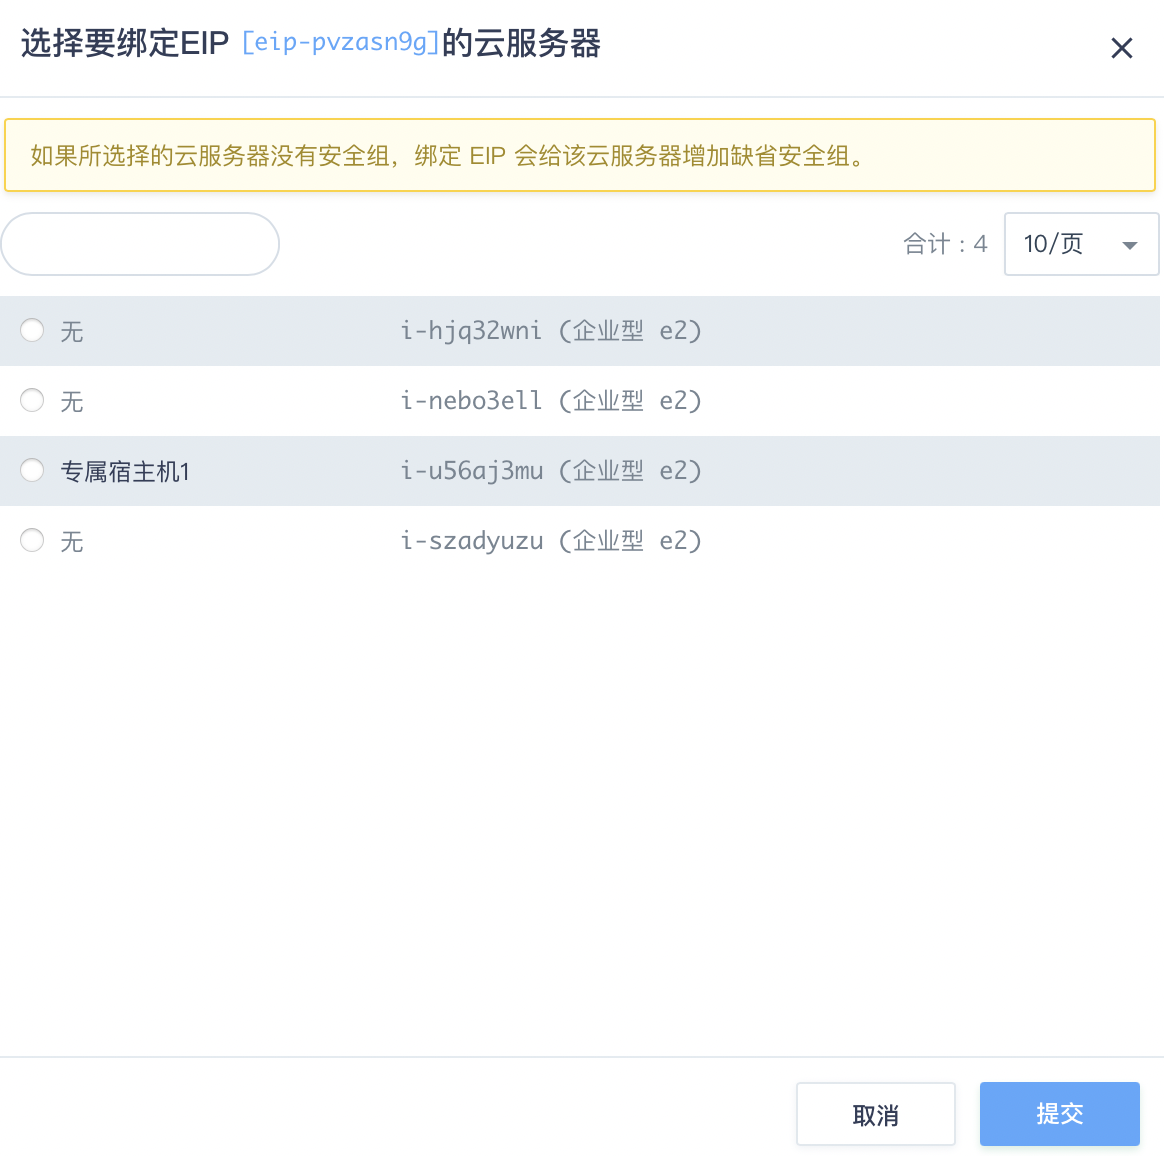 选择要绑定EIP [eip-pvzasn9g]的云服务器
如果所选择的云服务器没有安全组，绑定 EIP 会给该云服务器增加缺省安全组。
合计：4 10/页
无 i-hjq32wni (企业型 e2)
无 i-nebo3ell (企业型 e2)
专属宿主机1 i-u56aj3mu (企业型 e2)
无 i-szadyuzu (企业型 e2)
取消 提交